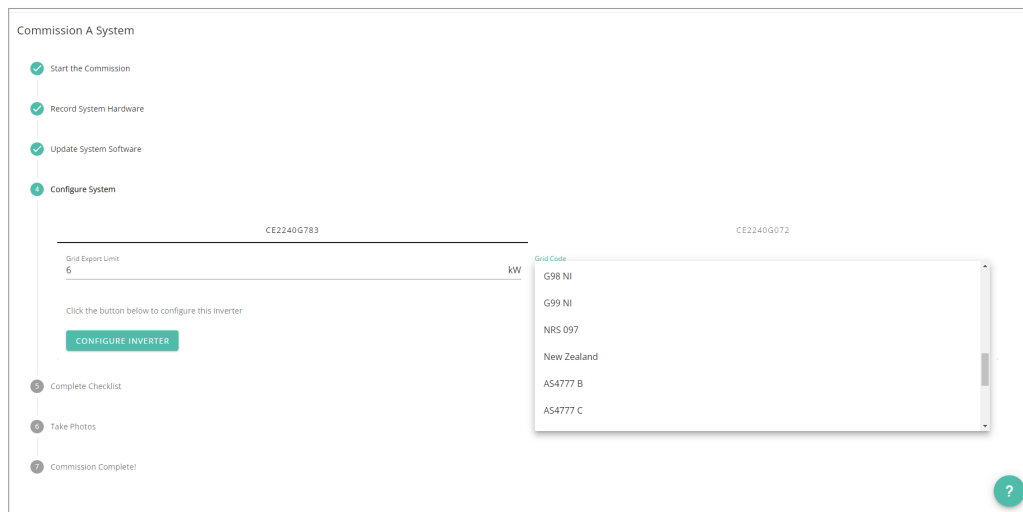 Commission A System
Start the Commission
Record System Hardware
Update System Software
4 Configure System
CE2240G783 CE2240G072
Grid Export Limit
6 kW
Grid Code
G98 NI
G99 NI
NRS 097
New Zealand
AS4777 B
AS4777 C
Click the button below to configure this inverter
CONFIGURE INVERTER
5 Complete Checklist
6 Take Photos
7 Commission Complete!
?